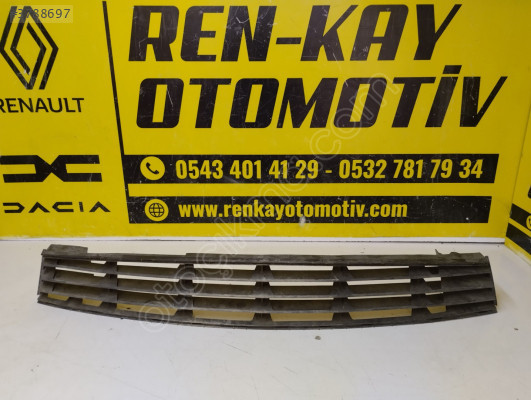 REN-KAY
OTOMOTİV
RENAULT
DACIA
0543 401 41 29 - 0532 781 79 34
www.renkayotomotiv.com